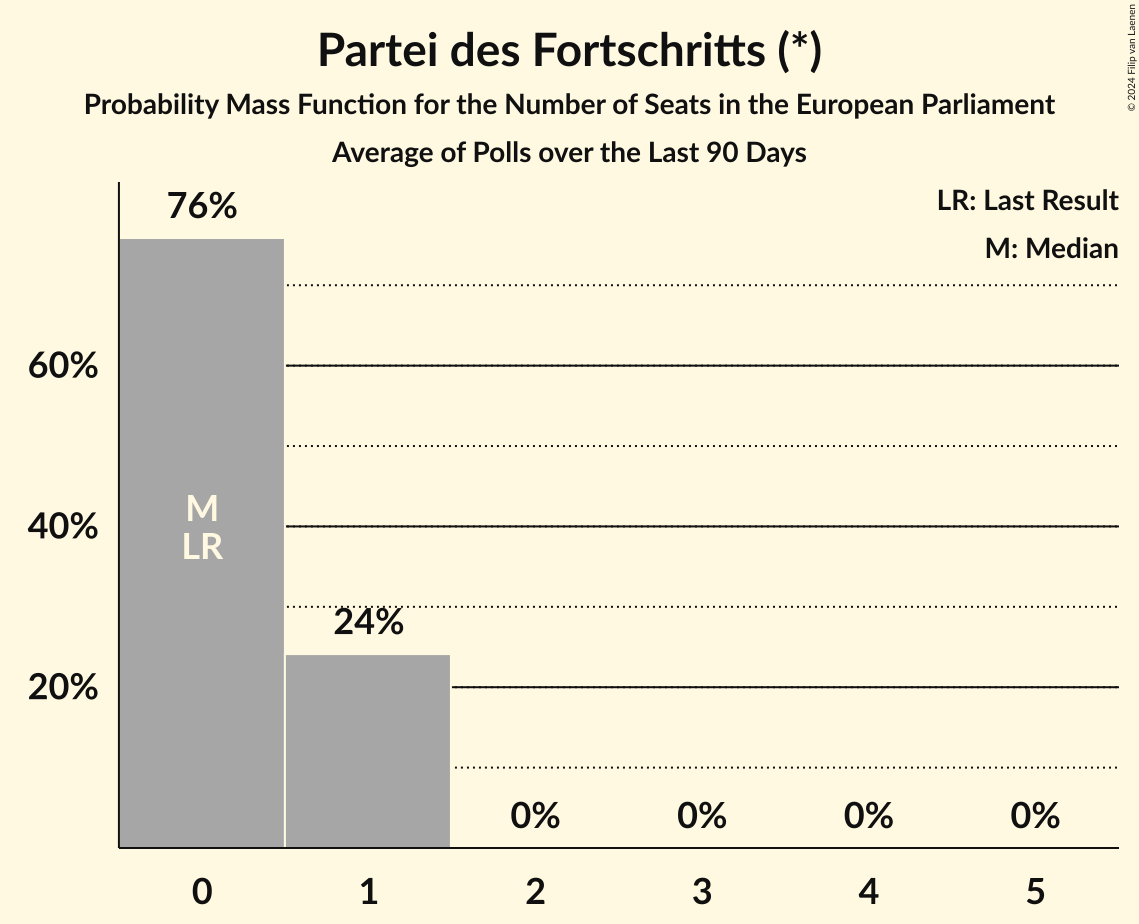 Partei des Fortschritts (*)
Probability Mass Function for the Number of Seats in the European Parliament
Average of Polls over the Last 90 Days
© 2024 Filip van Laenen
LR: Last Result
M: Median
76%
60%
M
40%
LR
24%
20%
0% 0% 0% 0%
0 1 2 3 4 5